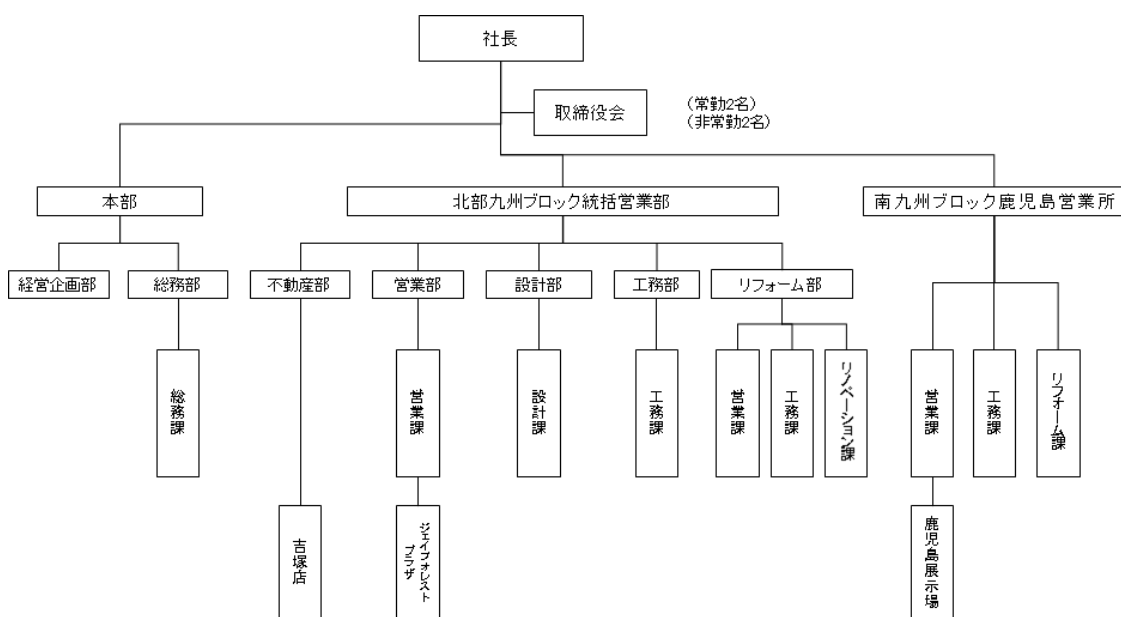 社長
取締役会
(常勤2名)
(非常勤2名)
本部
北部九州ブロック統括営業部
南九州ブロック鹿児島営業所
経営企画部
総務部
不動産部
営業部
設計部
工務部
リフォーム部
総務課
営業課
設計課
工務課
営業課
工務課
リノベーション課
営業課
工務課
リフォーム課
吉塚店
ジェイフォレスト
プラザ
鹿児島展示場